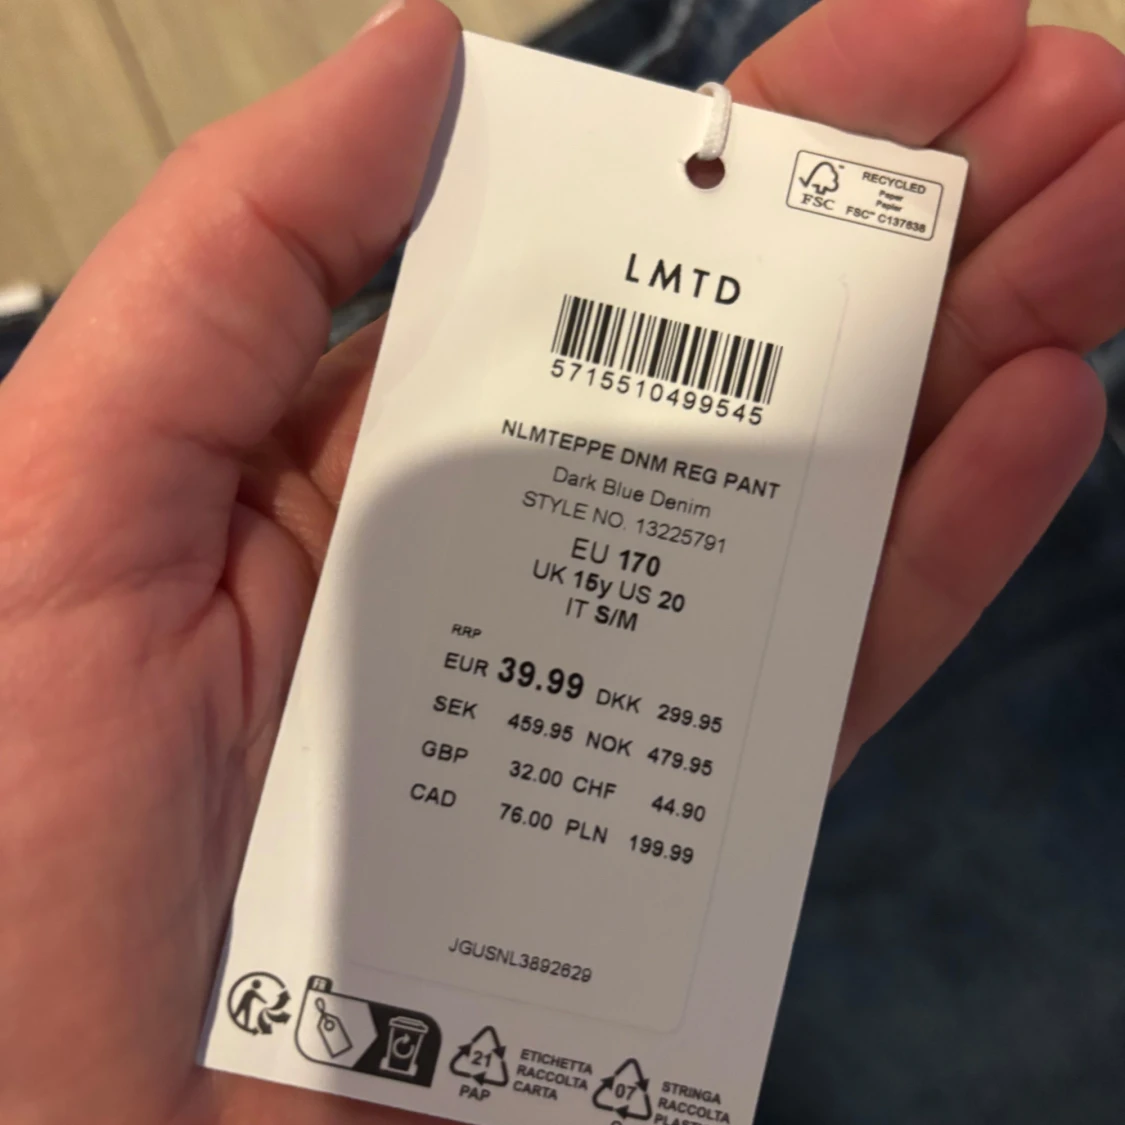 RECYCLED
Paper
Papier
FSC™ C137638
FSC
LMTD
5715510499545
NLMTEPPE DNM REG PANT
Dark Blue Denim
STYLE NO. 13225791
EU 170
UK 15y US 20
IT S/M
RRP
EUR 39.99 DKK 299.95
SEK 459.95 NOK 479.95
GBP 32.00 CHF 44.90
CAD 76.00 PLN 199.99
JGUSNL3892629
FR
21
PAP
ETICHETTA
RACCOLTA
CARTA
07
STRINGA
RACCOLTA